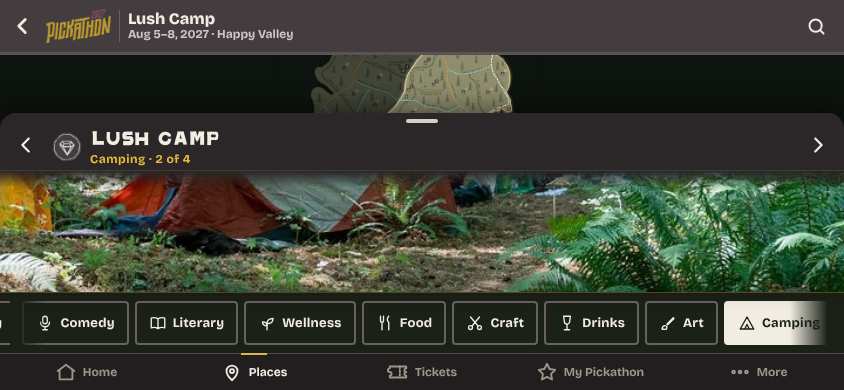 PICKATHON
Lush Camp
Aug 5–8, 2027 · Happy Valley
LUSH CAMP
Camping · 2 of 4
Comedy
Literary
Wellness
Food
Craft
Drinks
Art
Camping
Home
Places
Tickets
My Pickathon
More